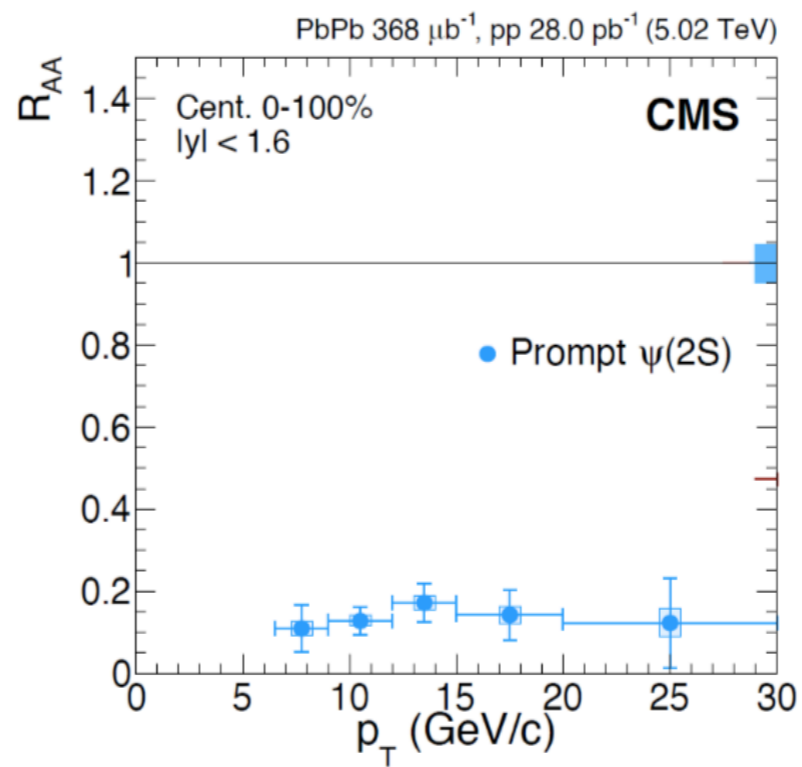 PbPb 368 μb⁻¹, pp 28.0 pb⁻¹ (5.02 TeV)
R_AA
Cent. 0-100%
CMS
|y| < 1.6
1.4
1.2
1
0.8
Prompt ψ(2S)
0.6
0.4
0.2
0
0 5 10 15 20 25 30
p_T (GeV/c)